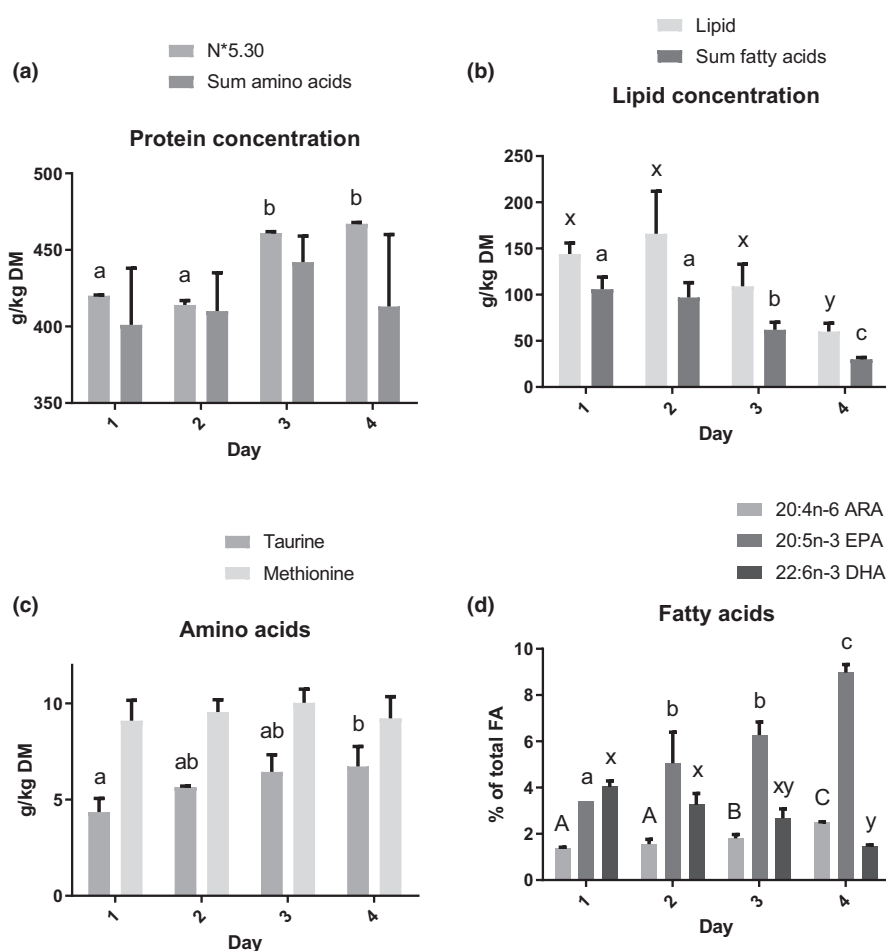 (a)
N*5.30
Sum amino acids
Protein concentration
g/kg DM
500
450
400
350
a
a
b
b
1
2
3
4
Day
(b)
Lipid
Sum fatty acids
Lipid concentration
g/kg DM
250
200
150
100
50
0
x
a
x
a
x
b
y
c
1
2
3
4
Day
(c)
Taurine
Methionine
Amino acids
g/kg DM
10
5
0
a
ab
ab
b
1
2
3
4
Day
(d)
20:4n-6 ARA
20:5n-3 EPA
22:6n-3 DHA
Fatty acids
% of total FA
10
8
6
4
2
0
A
a
x
A
b
x
B
b
xy
C
c
y
1
2
3
4
Day